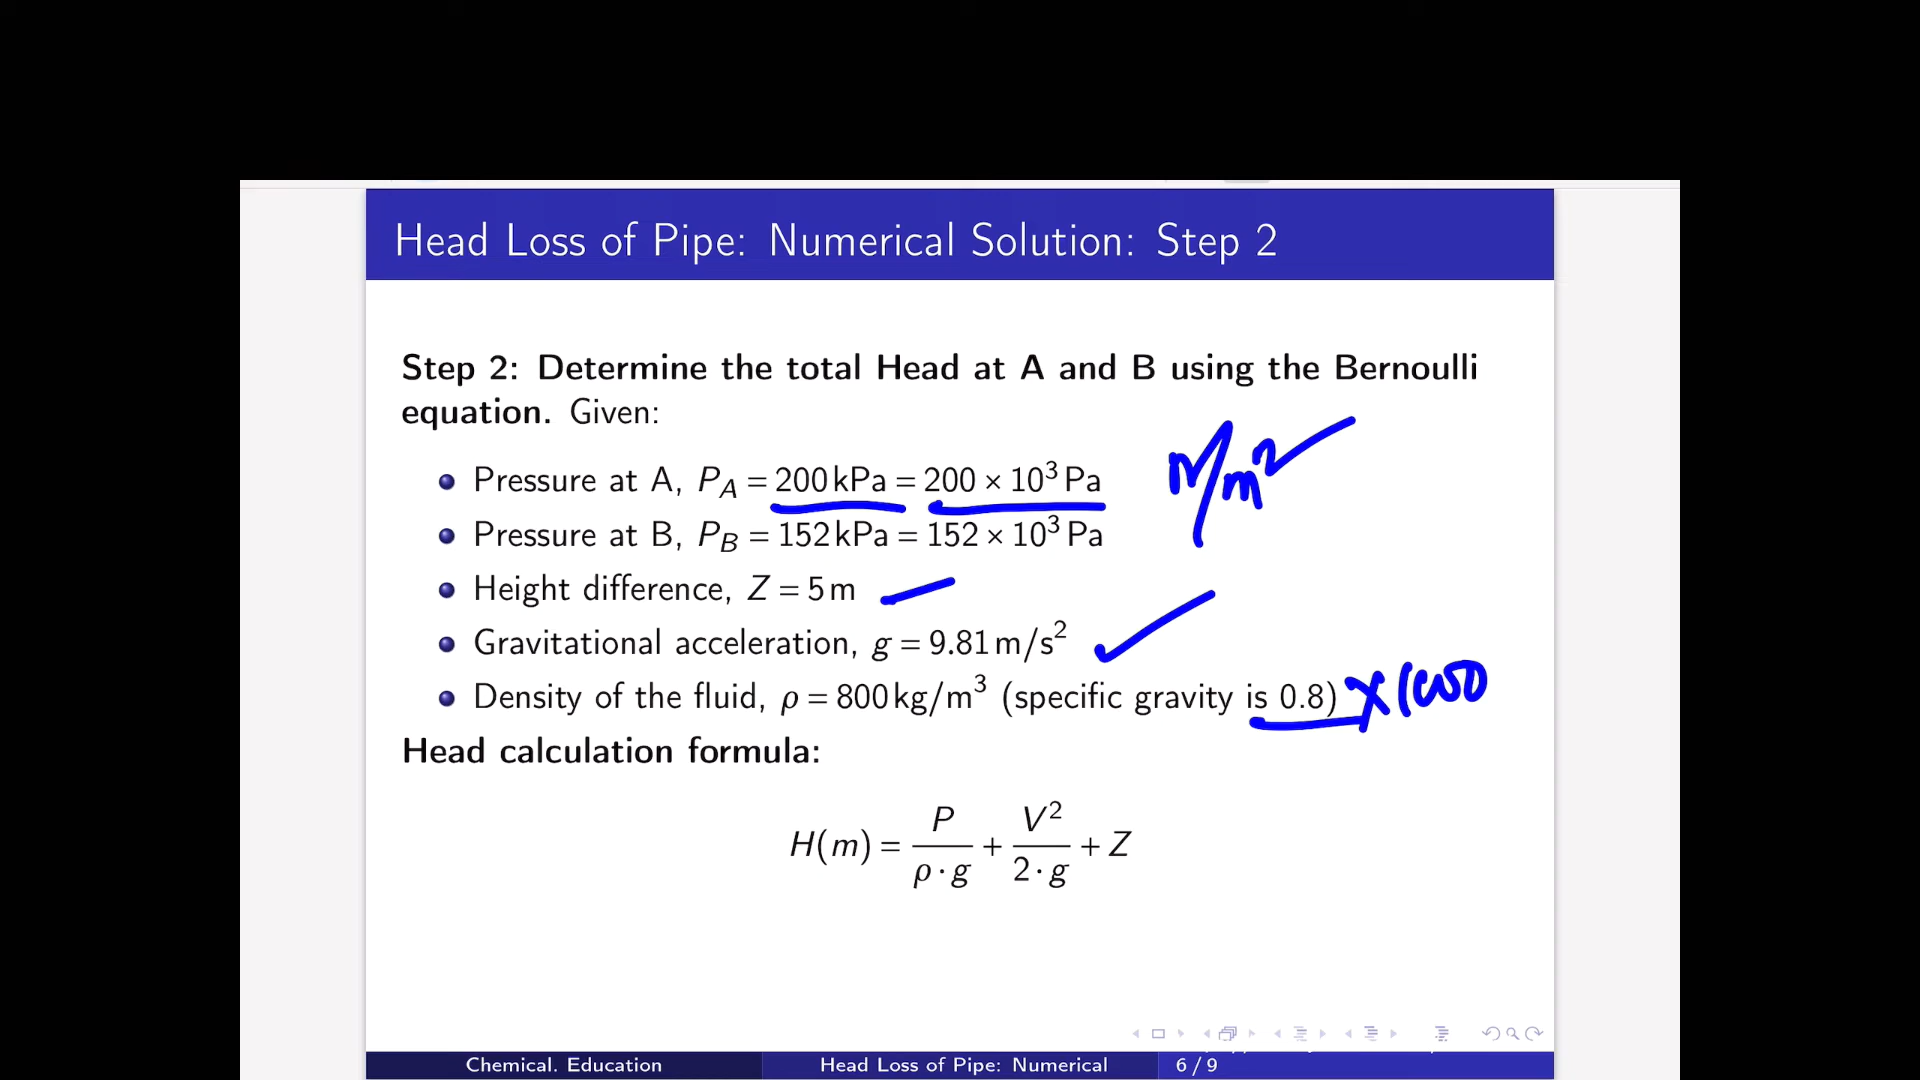 Head Loss of Pipe: Numerical Solution: Step 2
Step 2: Determine the total Head at A and B using the Bernoulli
equation. Given:
Pressure at A, P_A = 200 kPa = 200 × 10³ Pa
N/m²
Pressure at B, P_B = 152 kPa = 152 × 10³ Pa
Height difference, Z = 5 m
Gravitational acceleration, g = 9.81 m/s²
Density of the fluid, ρ = 800 kg/m³ (specific gravity is 0.8) × 1000
Head calculation formula:
H(m) = P/(ρ · g) + V²/(2 · g) + Z
Chemical. Education
Head Loss of Pipe: Numerical
6 / 9